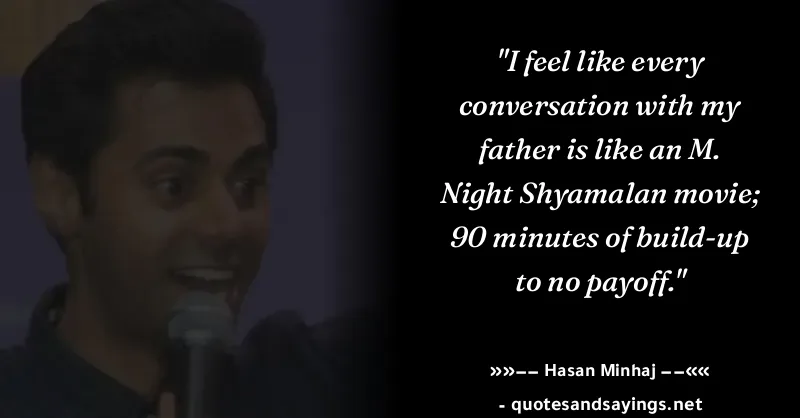 "I feel like every
conversation with my
father is like an M.
Night Shyamalan movie;
90 minutes of build-up
to no payoff."
»»−− Hasan Minhaj −−««
- quotesandsayings.net